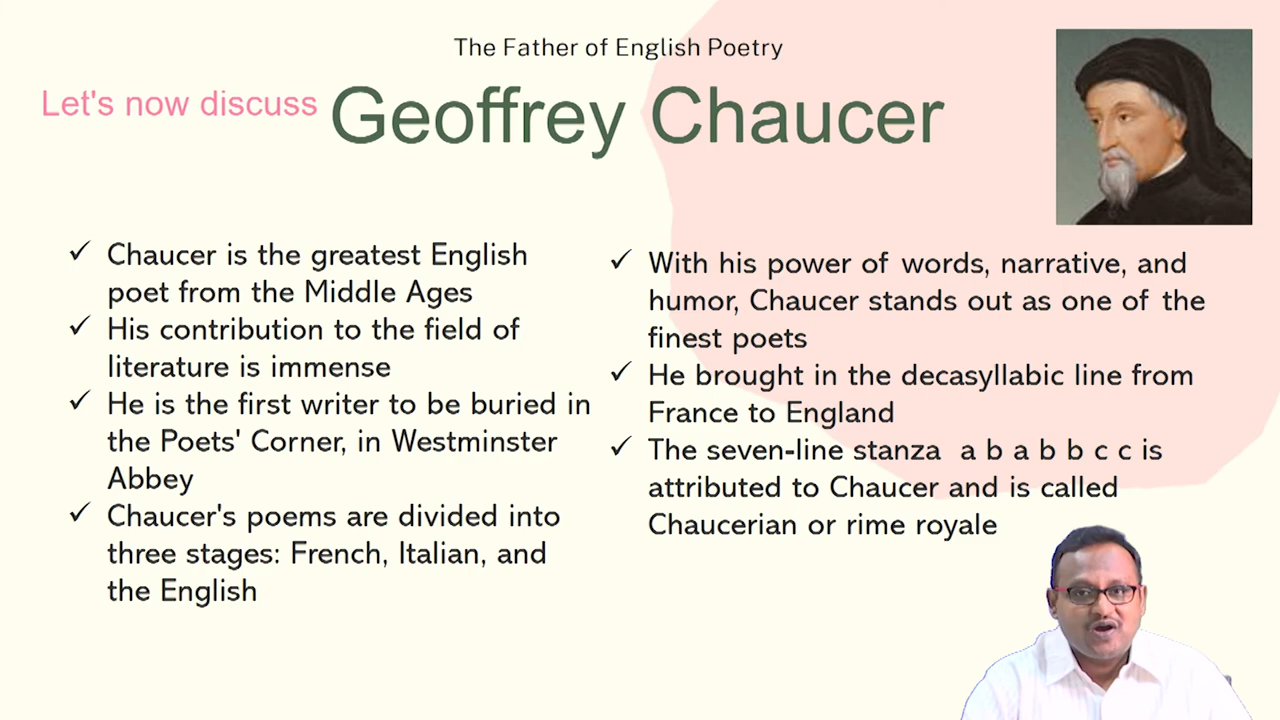 The Father of English Poetry
Let's now discuss Geoffrey Chaucer
✓ Chaucer is the greatest English
poet from the Middle Ages
✓ His contribution to the field of
literature is immense
✓ He is the first writer to be buried in
the Poets' Corner, in Westminster
Abbey
✓ Chaucer's poems are divided into
three stages: French, Italian, and
the English
✓ With his power of words, narrative, and
humor, Chaucer stands out as one of the
finest poets
✓ He brought in the decasyllabic line from
France to England
✓ The seven-line stanza a b a b b c c is
attributed to Chaucer and is called
Chaucerian or rime royale